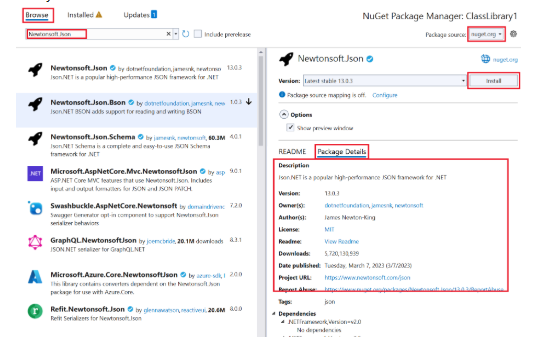 Browse Installed Updates 1
NuGet Package Manager: ClassLibrary1
Newtonsoft.Json
Include prerelease
Package source: nuget.org
Newtonsoft.Json by dotnetfoundation, jamesnk, newtonso 13.0.3
Json.NET is a popular high-performance JSON framework for .NET
Newtonsoft.Json.Bson by dotnetfoundation, jamesnk, new 1.0.3
Json.NET BSON adds support for reading and writing BSON
Newtonsoft.Json.Schema by jamesnk, newtonsoft, 60.3M 4.0.1
Json.NET Schema is a complete and easy-to-use JSON Schema
framework for .NET
.NET
Microsoft.AspNetCore.Mvc.NewtonsoftJson by asp 9.0.1
ASP.NET Core MVC features that use Newtonsoft.Json. Includes
input and output formatters for JSON and JSON PATCH.
Swashbuckle.AspNetCore.Newtonsoft by domaindrivenc 7.2.0
Swagger Generator opt-in component to support Newtonsoft.Json
serializer behaviors
GraphQL.NewtonsoftJson by joemcbride, 20.1M downloads 8.3.1
JSON.NET serializer for GraphQL.NET
Microsoft.Azure.Core.NewtonsoftJson by azure-sdk, 2.0.0
This library contains converters dependent on the Newtonsoft.Json
package for use with Azure.Core.
Refit.Newtonsoft.Json by glennawatson, reactiveui, 20.6M 8.0.0
Refit Serializers for Newtonsoft.Json
Newtonsoft.Json
nuget.org
Version: Latest stable 13.0.3
Install
Package source mapping is off. Configure
Options
Show preview window
README Package Details
Description
Json.NET is a popular high-performance JSON framework for .NET
Version: 13.0.3
Owner(s): dotnetfoundation, jamesnk, newtonsoft
Author(s): James Newton-King
License: MIT
Readme: View Readme
Downloads: 5,720,130,939
Date published: Tuesday, March 7, 2023 (3/7/2023)
Project URL: https://www.newtonsoft.com/json
Report Abuse: https://www.nuget.org/packages/Newtonsoft.Json/13.0.3/ReportAbuse
Tags: json
Dependencies
.NETFramework,Version=v2.0
No dependencies